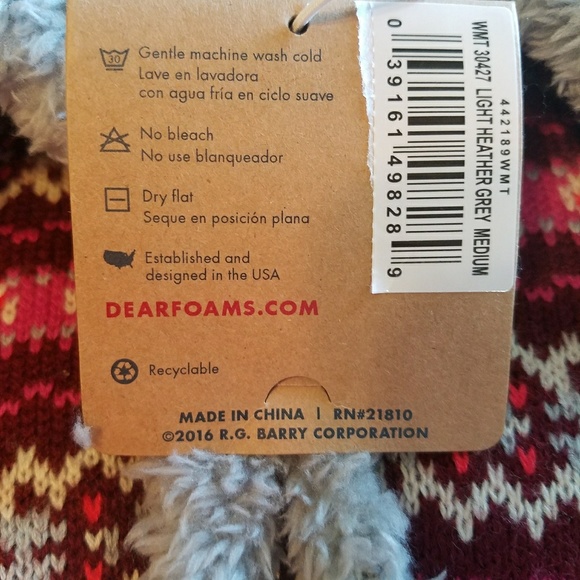 30
Gentle machine wash cold
Lave en lavadora
con agua fría en ciclo suave
No bleach
No use blanqueador
Dry flat
Seque en posición plana
Established and
designed in the USA
DEARFOAMS.COM
Recyclable
MADE IN CHINA | RN#21810
©2016 R.G. BARRY CORPORATION
442189WMT
WMT 30427 LIGHT HEATHER GREY MEDIUM
0 39161 49828 9